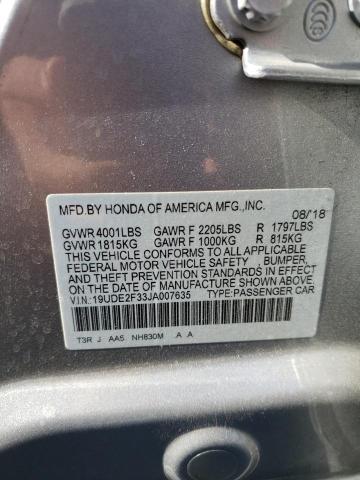 MFD.BY HONDA OF AMERICA MFG.,INC. 08/'18
GVWR 4001LBS GAWR F 2205LBS R 1797LBS
GVWR 1815KG GAWR F 1000KG R 815KG
THIS VEHICLE CONFORMS TO ALL APPLICABLE
FEDERAL MOTOR VEHICLE SAFETY BUMPER,
AND THEFT PREVENTION STANDARDS IN EFFECT
ON THE DATE OF MANUFACTURE SHOWN ABOVE.
V.I.N.:19UDE2F33JA007635 TYPE:PASSENGER CAR
T3R J AA5 NH830M A A